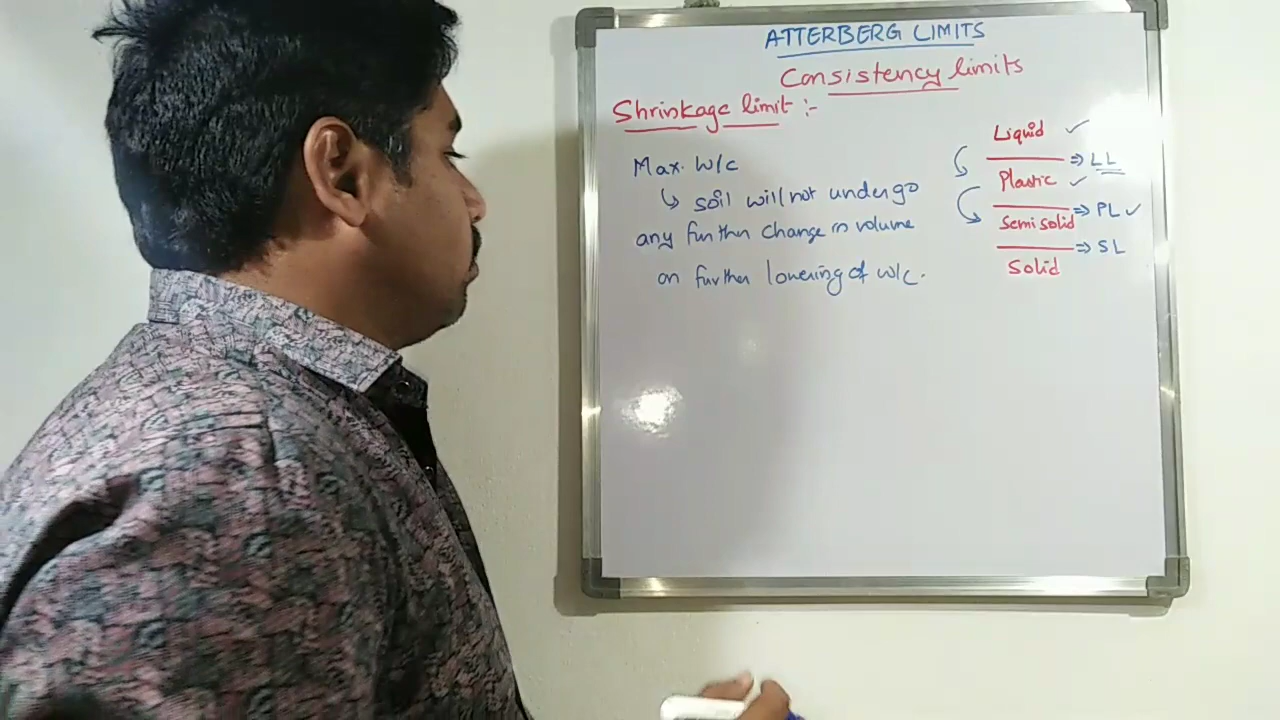 ATTERBERG LIMITS
Consistency limits
Shrinkage limit :-
Max. W/c
↳ soil will not undergo
any further change in volume
on further lowering of w/c.
Liquid ✓
⇒ LL
Plastic ✓
⇒ PL ✓
Semi solid
⇒ SL
Solid